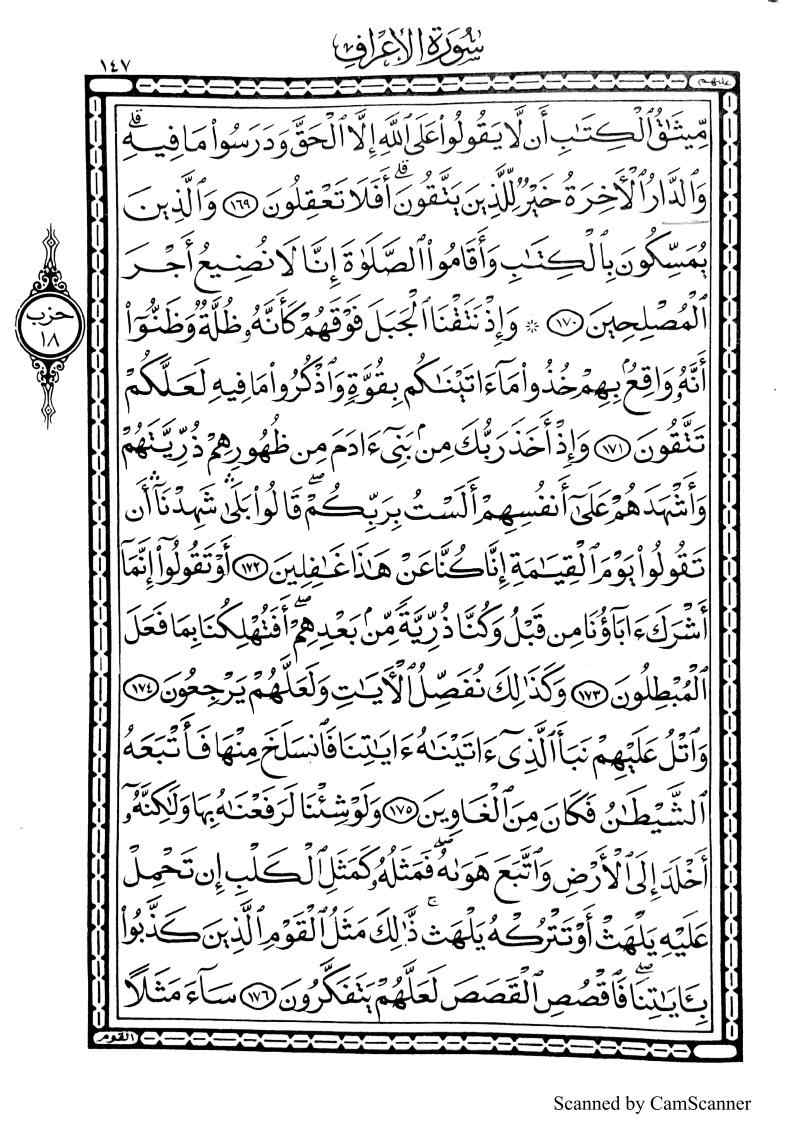 سُورَةُ الأَعْرَافِ
١٤٧
عليهم
مِّيثَٰقُ ٱلْكِتَٰبِ أَن لَّا يَقُولُوا۟ عَلَى ٱللَّهِ إِلَّا ٱلْحَقَّ وَدَرَسُوا۟ مَا فِيهِ ۗ
وَٱلدَّارُ ٱلْأَخِرَةُ خَيْرٌ لِّلَّذِينَ يَتَّقُونَ ۗ أَفَلَا تَعْقِلُونَ ١٦٩ وَٱلَّذِينَ
يُمَسِّكُونَ بِٱلْكِتَٰبِ وَأَقَامُوا۟ ٱلصَّلَوٰةَ إِنَّا لَا نُضِيعُ أَجْرَ
ٱلْمُصْلِحِينَ ١٧٠ * وَإِذْ نَتَقْنَا ٱلْجَبَلَ فَوْقَهُمْ كَأَنَّهُۥ ظُلَّةٌ وَظَنُّوٓا۟
حزب
١٨
أَنَّهُۥ وَاقِعٌۢ بِهِمْ خُذُوا۟ مَآ ءَاتَيْنَٰكُم بِقُوَّةٍ وَٱذْكُرُوا۟ مَا فِيهِ لَعَلَّكُمْ
تَتَّقُونَ ١٧١ وَإِذْ أَخَذَ رَبُّكَ مِنۢ بَنِىٓ ءَادَمَ مِن ظُهُورِهِمْ ذُرِّيَّتَهُمْ
وَأَشْهَدَهُمْ عَلَىٰٓ أَنفُسِهِمْ أَلَسْتُ بِرَبِّكُمْ ۖ قَالُوا۟ بَلَىٰ ۛ شَهِدْنَآ ۛ أَن
تَقُولُوا۟ يَوْمَ ٱلْقِيَٰمَةِ إِنَّا كُنَّا عَنْ هَٰذَا غَٰفِلِينَ ١٧٢ أَوْ تَقُولُوٓا۟ إِنَّمَآ
أَشْرَكَ ءَابَآؤُنَا مِن قَبْلُ وَكُنَّا ذُرِّيَّةً مِّنۢ بَعْدِهِمْ ۖ أَفَتُهْلِكُنَا بِمَا فَعَلَ
ٱلْمُبْطِلُونَ ١٧٣ وَكَذَٰلِكَ نُفَصِّلُ ٱلْأَيَٰتِ وَلَعَلَّهُمْ يَرْجِعُونَ ١٧٤
وَٱتْلُ عَلَيْهِمْ نَبَأَ ٱلَّذِىٓ ءَاتَيْنَٰهُ ءَايَٰتِنَا فَٱنسَلَخَ مِنْهَا فَأَتْبَعَهُ
ٱلشَّيْطَٰنُ فَكَانَ مِنَ ٱلْغَاوِينَ ١٧٥ وَلَوْ شِئْنَا لَرَفَعْنَٰهُ بِهَا وَلَٰكِنَّهُۥٓ
أَخْلَدَ إِلَى ٱلْأَرْضِ وَٱتَّبَعَ هَوَىٰهُ ۖ فَمَثَلُهُۥ كَمَثَلِ ٱلْكَلْبِ إِن تَحْمِلْ
عَلَيْهِ يَلْهَثْ أَوْ تَتْرُكْهُ يَلْهَث ۚ ذَّٰلِكَ مَثَلُ ٱلْقَوْمِ ٱلَّذِينَ كَذَّبُوا۟
بِـَٔايَٰتِنَا ۖ فَٱقْصُصِ ٱلْقَصَصَ لَعَلَّهُمْ يَتَفَكَّرُونَ ١٧٦ سَآءَ مَثَلًا
القوم
Scanned by CamScanner